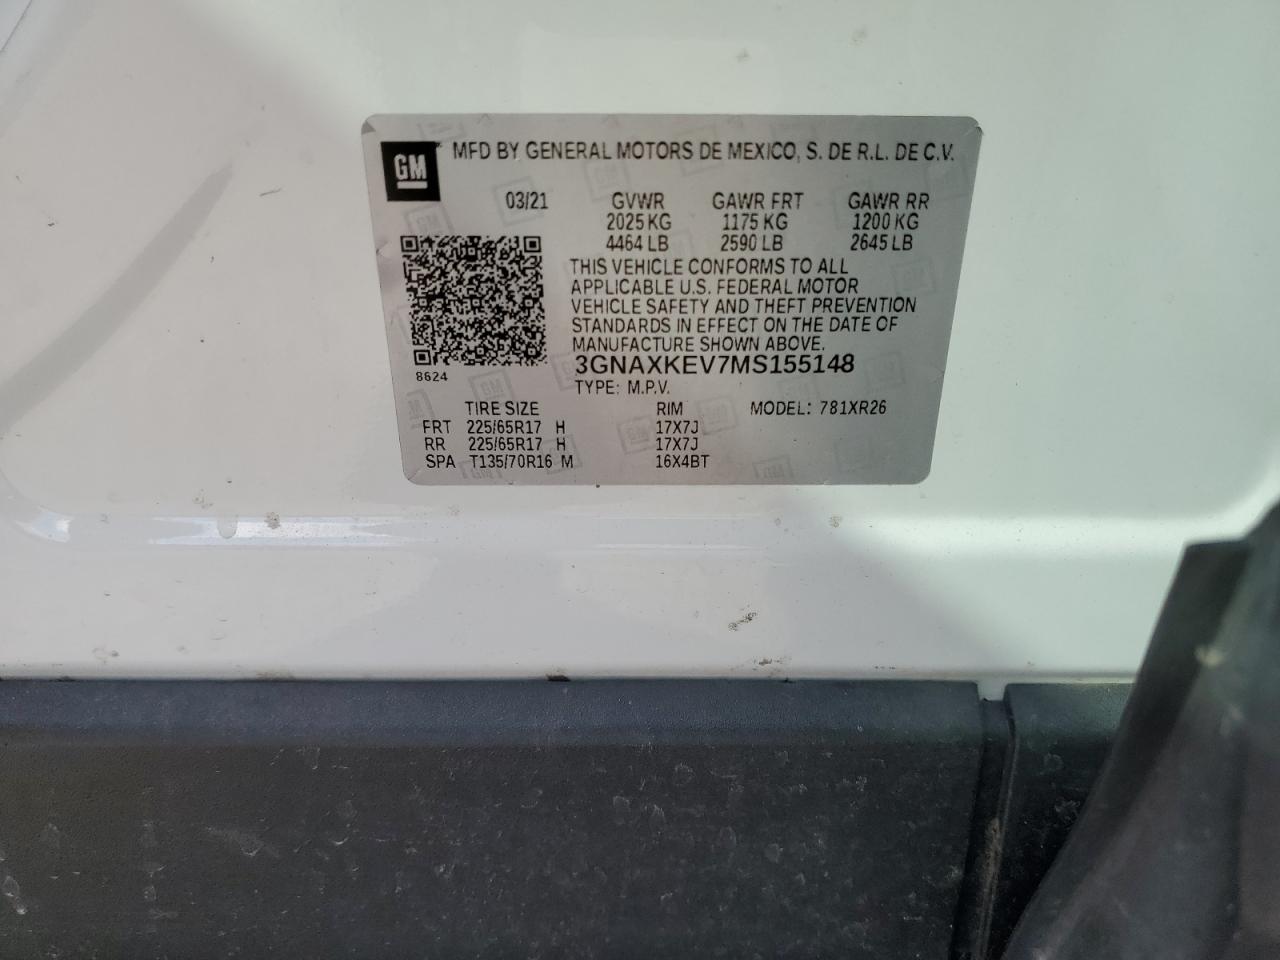 GM MFD BY GENERAL MOTORS DE MEXICO, S. DE R.L. DE C.V.
03/21 GVWR GAWR FRT GAWR RR
2025 KG 1175 KG 1200 KG
4464 LB 2590 LB 2645 LB
THIS VEHICLE CONFORMS TO ALL
APPLICABLE U.S. FEDERAL MOTOR
VEHICLE SAFETY AND THEFT PREVENTION
STANDARDS IN EFFECT ON THE DATE OF
MANUFACTURE SHOWN ABOVE.
3GNAXKEV7MS155148
8624
TYPE: M.P.V.
TIRE SIZE RIM MODEL: 781XR26
FRT 225/65R17 H 17X7J
RR 225/65R17 H 17X7J
SPA T135/70R16 M 16X4BT